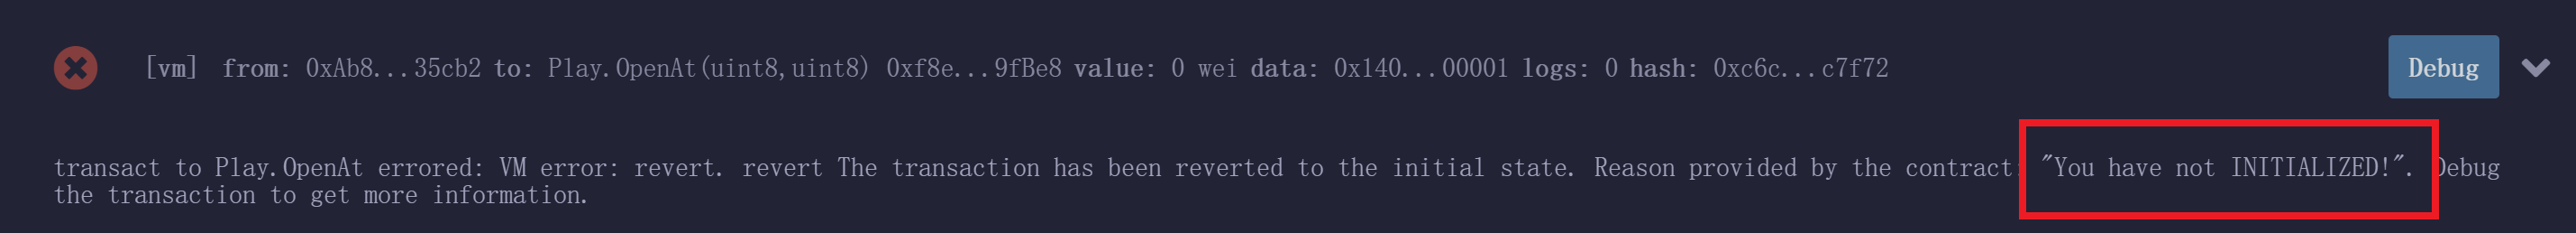 [vm] from: 0xAb8...35cb2 to: Play.OpenAt(uint8,uint8) 0xf8e...9fBe8 value: 0 wei data: 0x140...00001 logs: 0 hash: 0xc6c...c7f72 Debug
transact to Play.OpenAt errored: VM error: revert. revert The transaction has been reverted to the initial state. Reason provided by the contract: "You have not INITIALIZED!". Debug
the transaction to get more information.